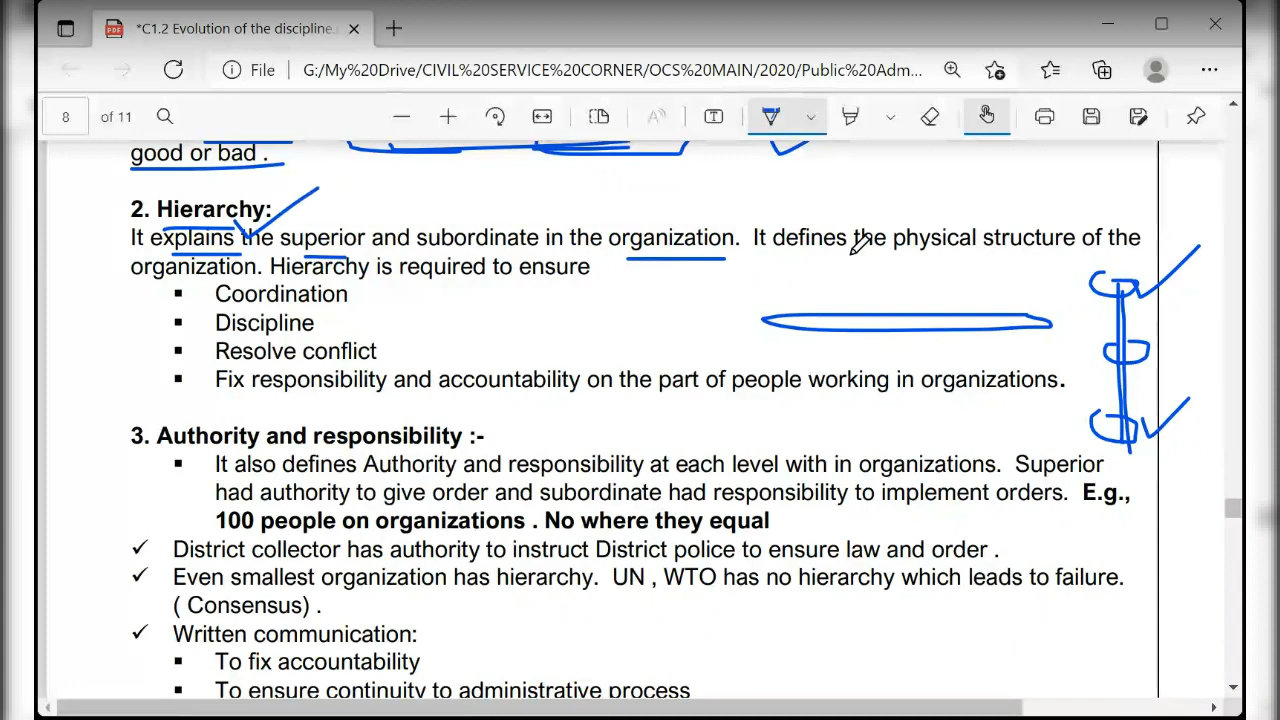 *C1.2 Evolution of the discipline.
File G:/My%20Drive/CIVIL%20SERVICE%20CORNER/OCS%20MAIN/2020/Public%20Adm...
8 of 11
good or bad .
2. Hierarchy:
It explains the superior and subordinate in the organization. It defines the physical structure of the
organization. Hierarchy is required to ensure
▪ Coordination
▪ Discipline
▪ Resolve conflict
▪ Fix responsibility and accountability on the part of people working in organizations.
3. Authority and responsibility :-
▪ It also defines Authority and responsibility at each level with in organizations. Superior
had authority to give order and subordinate had responsibility to implement orders. E.g.,
100 people on organizations . No where they equal
✓ District collector has authority to instruct District police to ensure law and order .
✓ Even smallest organization has hierarchy. UN , WTO has no hierarchy which leads to failure.
( Consensus) .
✓ Written communication:
▪ To fix accountability
▪ To ensure continuity to administrative process